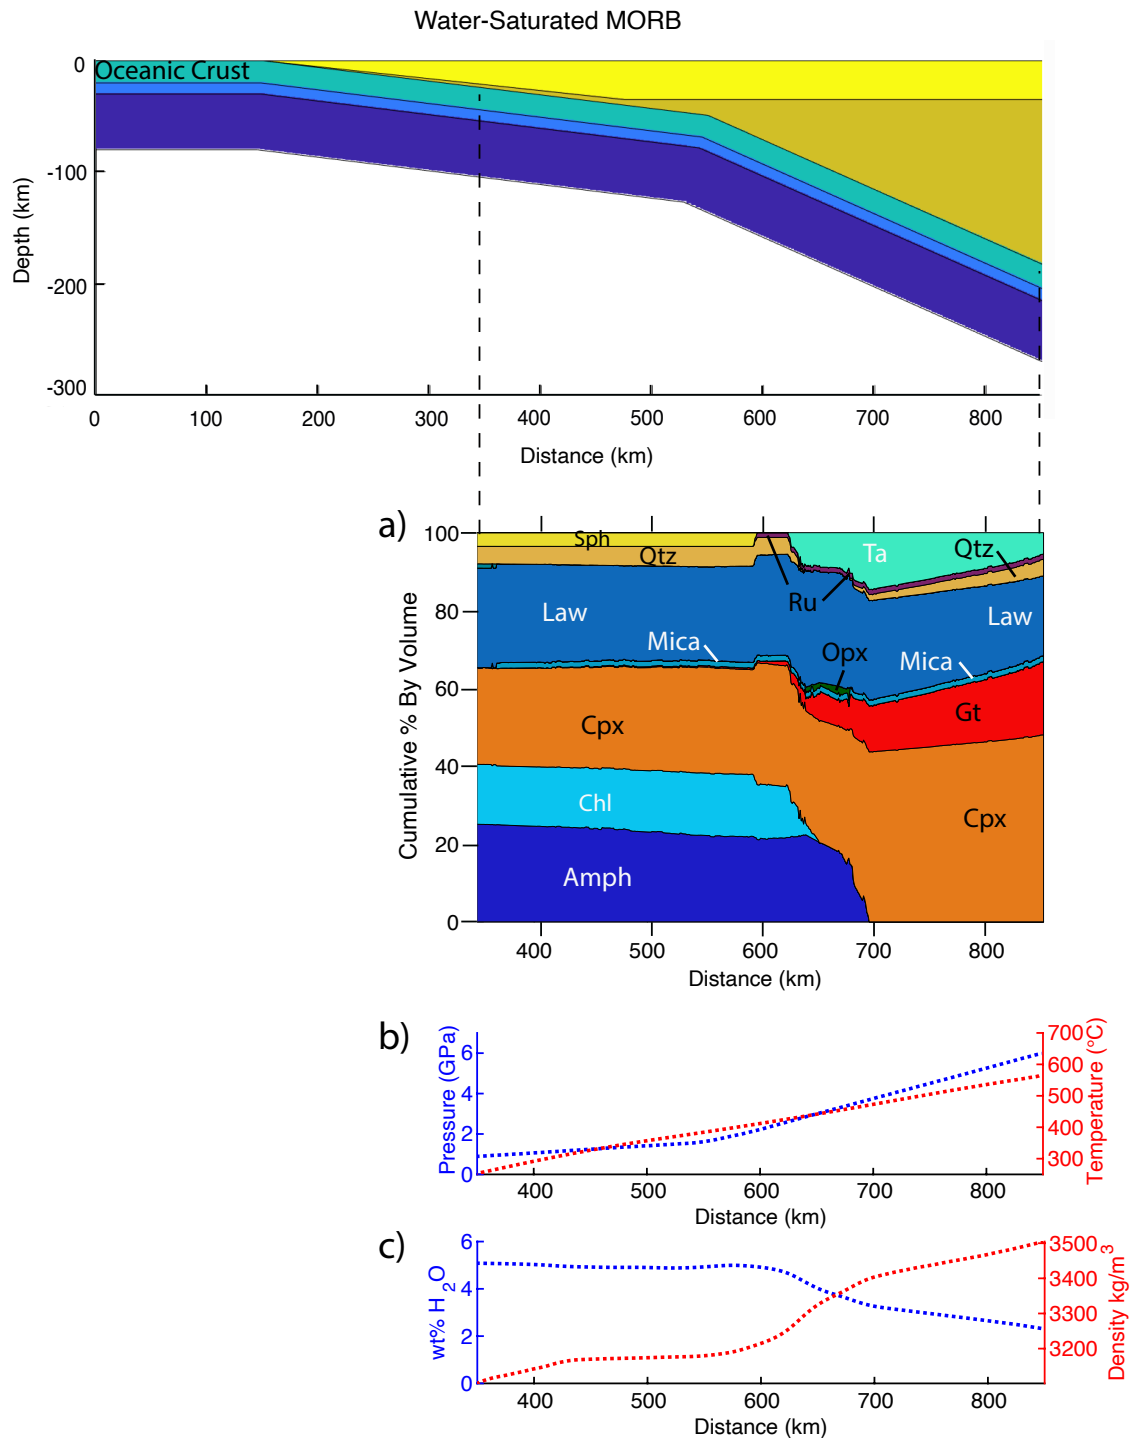 Water-Saturated MORB
0
Oceanic Crust
-100
-200
-300
Depth (km)
0 100 200 300 400 500 600 700 800
Distance (km)
a)
100
80
60
40
20
0
Cumulative % By Volume
Sph
Qtz
Ta
Qtz
Ru
Law
Law
Mica
Opx
Mica
Gt
Cpx
Chl
Cpx
Amph
400 500 600 700 800
Distance (km)
b)
Pressure (GPa)
6
4
2
0
700
600
500
400
300
Temperature (°C)
400 500 600 700 800
Distance (km)
c)
wt% H2O
6
4
2
0
3500
3400
3300
3200
Density kg/m3
400 500 600 700 800
Distance (km)